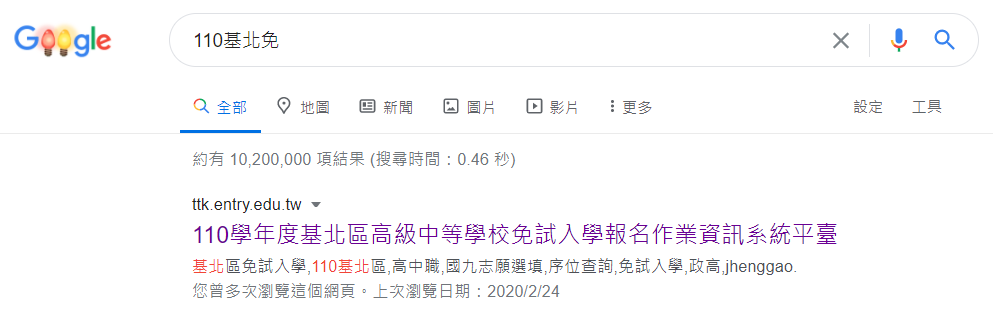 Google
110基北免
全部 地圖 新聞 圖片 影片 更多 設定 工具
約有 10,200,000 項結果 (搜尋時間：0.46 秒)
ttk.entry.edu.tw
110學年度基北區高級中等學校免試入學報名作業資訊系統平臺
基北區免試入學,110基北區,高中職,國九志願選填,序位查詢,免試入學,政高,jhenggao.
您曾多次瀏覽這個網頁。上次瀏覽日期：2020/2/24